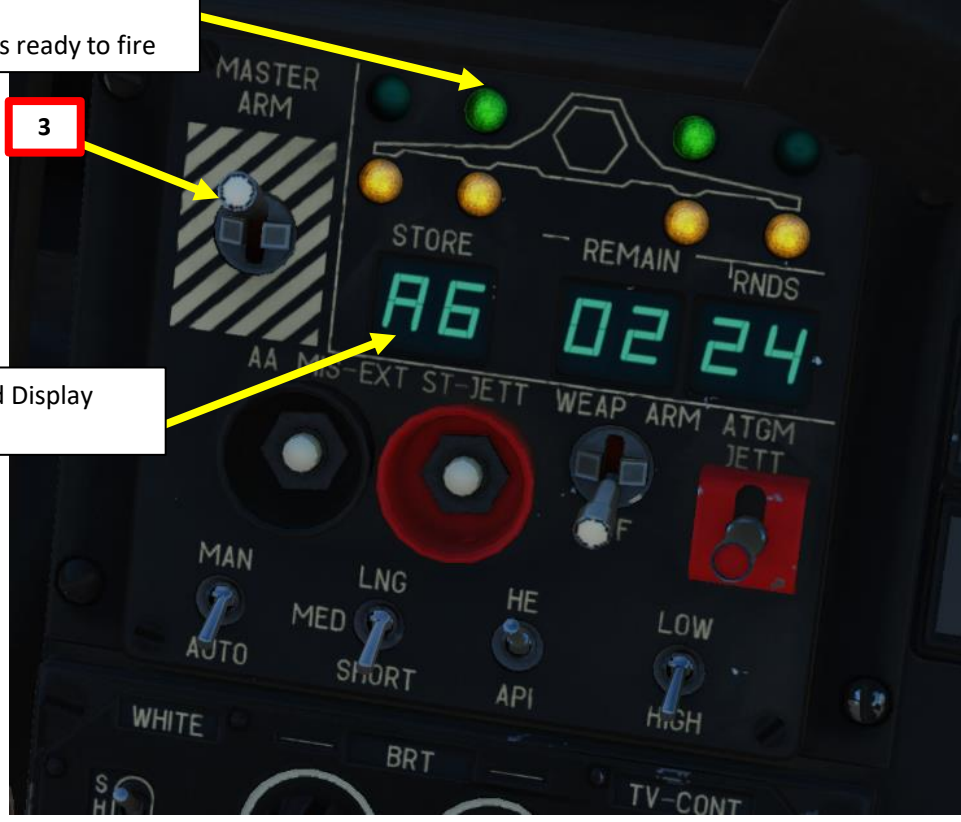 s ready to fire
MASTER
ARM
3
STORE
REMAIN
RNDS
A6
02
24
d Display
AA MIS-EXT ST-JETT
WEAP ARM
ATGM
JETT
F
MAN
AUTO
LNG
MED
SHORT
HE
API
LOW
HIGH
WHITE
BRT
TV-CONT
S
H